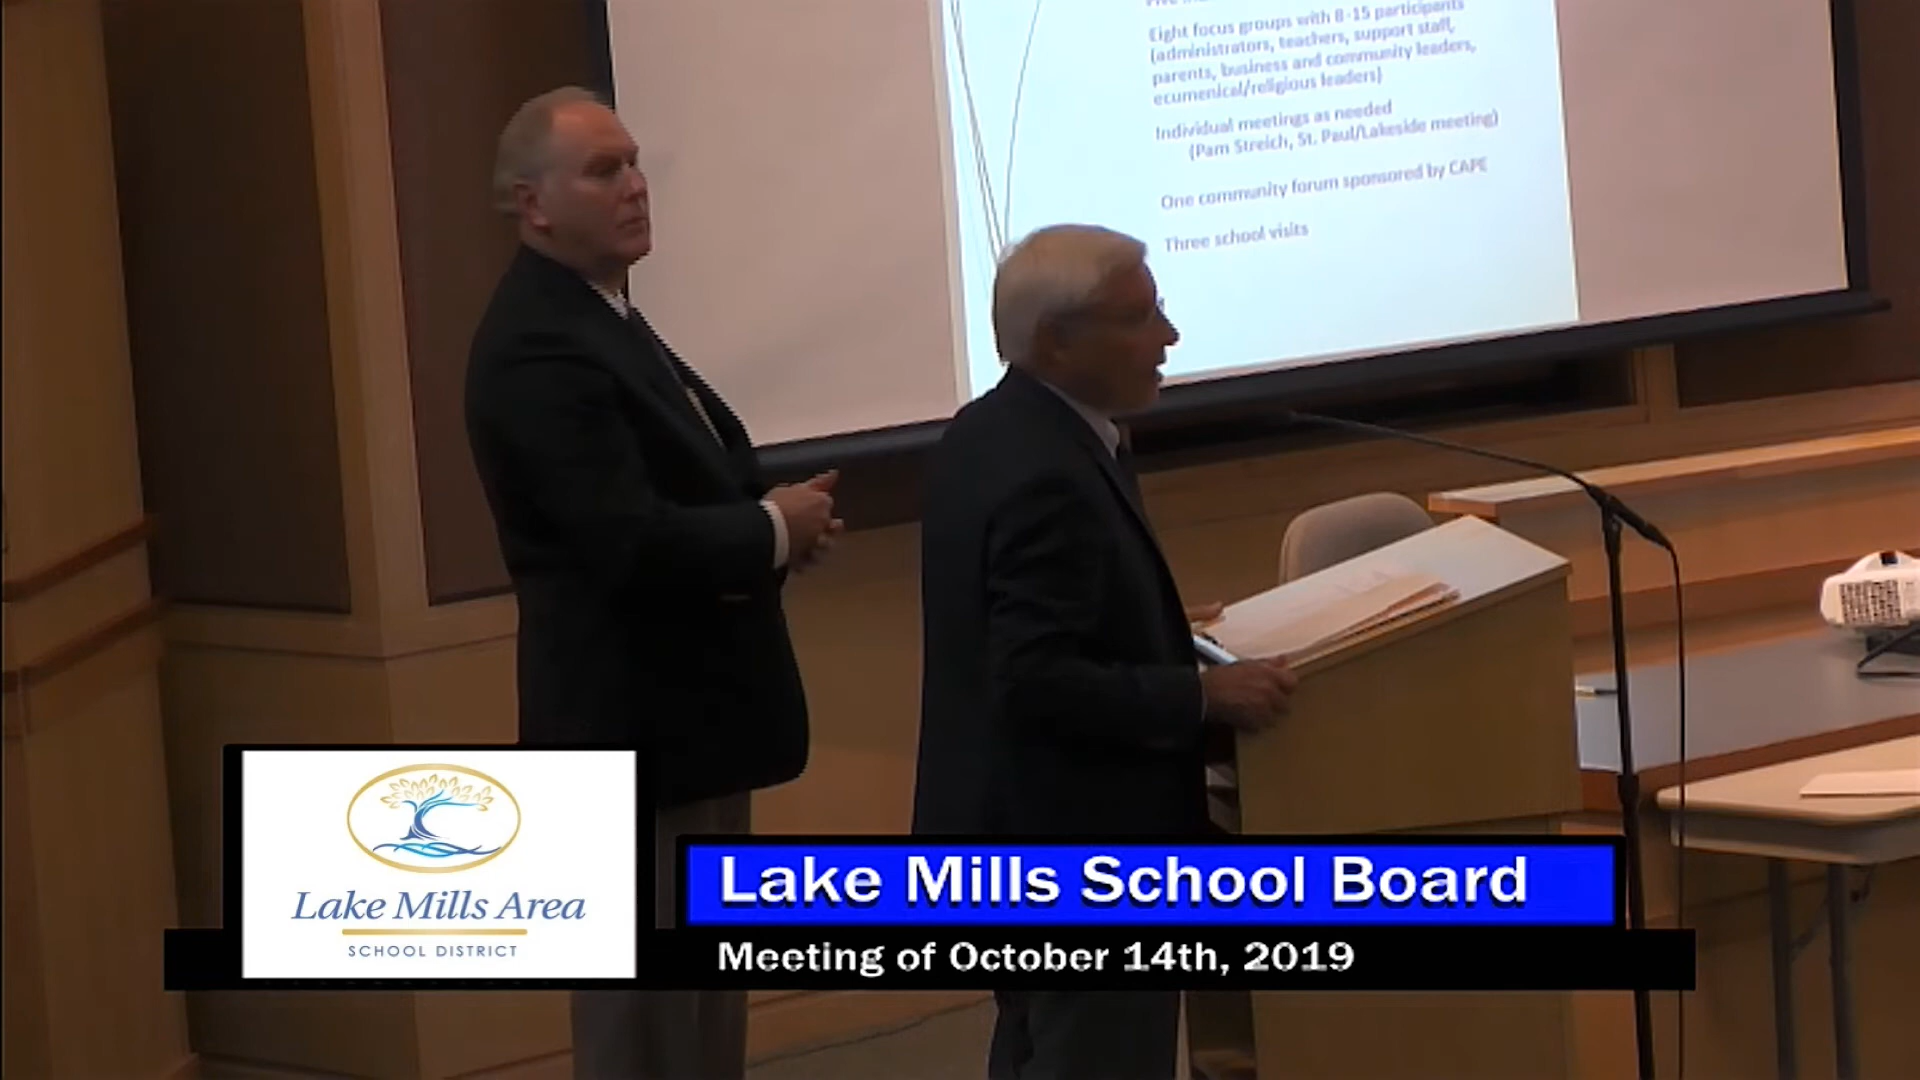 Eight focus groups with 8-15 participants
(administrators, teachers, support staff,
parents, business and community leaders,
ecumenical/religious leaders)
Individual meetings as needed
(Pam Streich, St. Paul/Lakeside meeting)
One community forum sponsored by CAPE
Three school visits
Lake Mills Area
SCHOOL DISTRICT
Lake Mills School Board
Meeting of October 14th, 2019